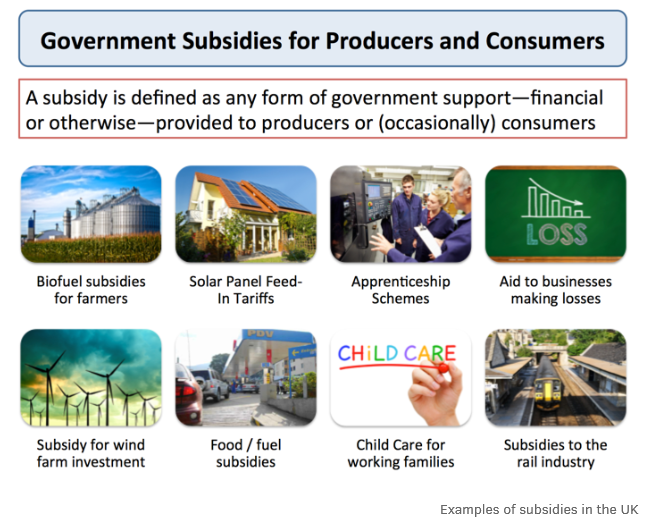 Government Subsidies for Producers and Consumers
A subsidy is defined as any form of government support—financial
or otherwise—provided to producers or (occasionally) consumers
LOSS
Biofuel subsidies
for farmers
Solar Panel Feed-
In Tariffs
Apprenticeship
Schemes
Aid to businesses
making losses
PDV
CHiLD CARE
Subsidy for wind
farm investment
Food / fuel
subsidies
Child Care for
working families
Subsidies to the
rail industry
Examples of subsidies in the UK